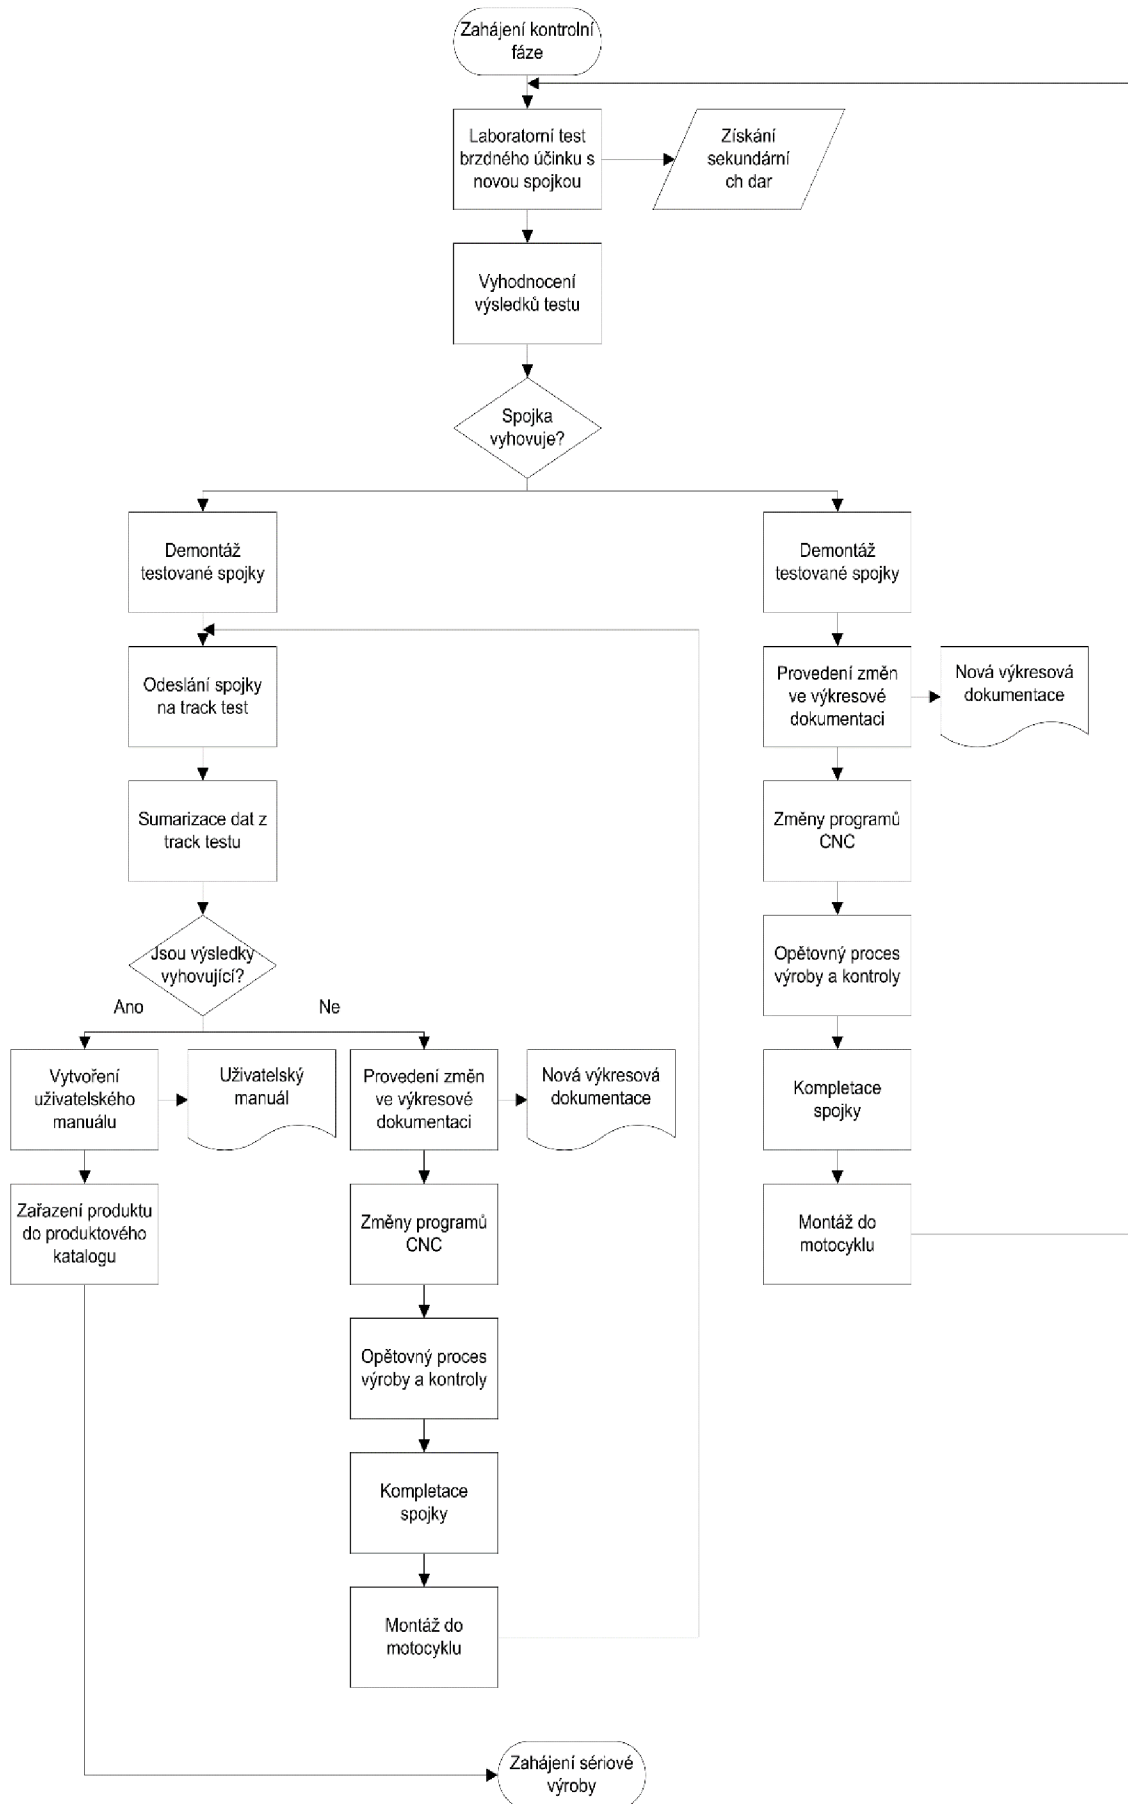 Zahájení kontrolní
fáze
Laboratorní test
brzdného účinku s
novou spojkou
Získání
sekundární
ch dar
Vyhodnocení
výsledků testu
Spojka
vyhovuje?
Demontáž
testované spojky
Demontáž
testované spojky
Odeslání spojky
na track test
Provedení změn
ve výkresové
dokumentaci
Nová výkresová
dokumentace
Sumarizace dat z
track testu
Změny programů
CNC
Jsou výsledky
vyhovující?
Opětovný proces
výroby a kontroly
Ano
Ne
Vytvoření
uživatelského
manuálu
Uživatelský
manuál
Provedení změn
ve výkresové
dokumentaci
Nová výkresová
dokumentace
Kompletace
spojky
Zařazení produktu
do produktového
katalogu
Změny programů
CNC
Montáž do
motocyklu
Opětovný proces
výroby a kontroly
Kompletace
spojky
Montáž do
motocyklu
Zahájení sériové
výroby